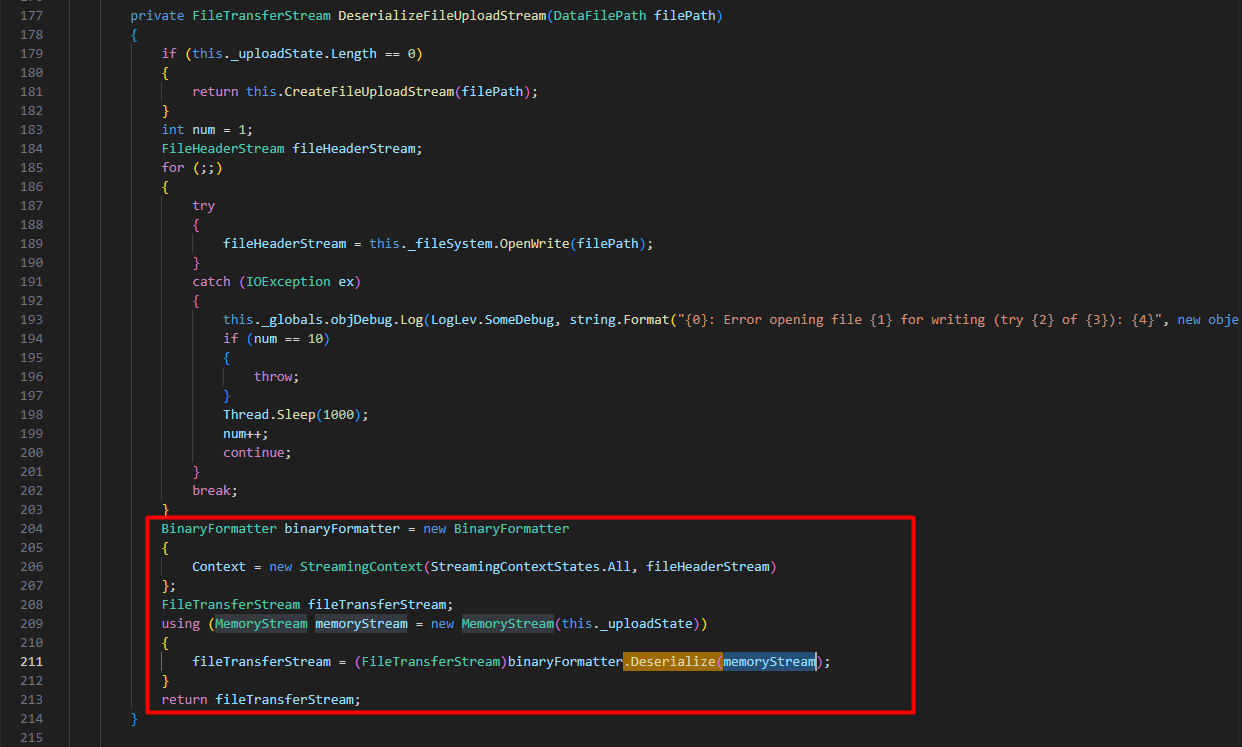 177 private FileTransferStream DeserializeFileUploadStream(DataFilePath filePath)
178 {
179 if (this._uploadState.Length == 0)
180 {
181 return this.CreateFileUploadStream(filePath);
182 }
183 int num = 1;
184 FileHeaderStream fileHeaderStream;
185 for (;;)
186 {
187 try
188 {
189 fileHeaderStream = this._fileSystem.OpenWrite(filePath);
190 }
191 catch (IOException ex)
192 {
193 this._globals.objDebug.Log(LogLev.SomeDebug, string.Format("{0}: Error opening file {1} for writing (try {2} of {3}): {4}", new obje
194 if (num == 10)
195 {
196 throw;
197 }
198 Thread.Sleep(1000);
199 num++;
200 continue;
201 }
202 break;
203 }
204 BinaryFormatter binaryFormatter = new BinaryFormatter
205 {
206 Context = new StreamingContext(StreamingContextStates.All, fileHeaderStream)
207 };
208 FileTransferStream fileTransferStream;
209 using (MemoryStream memoryStream = new MemoryStream(this._uploadState))
210 {
211 fileTransferStream = (FileTransferStream)binaryFormatter.Deserialize(memoryStream);
212 }
213 return fileTransferStream;
214 }
215